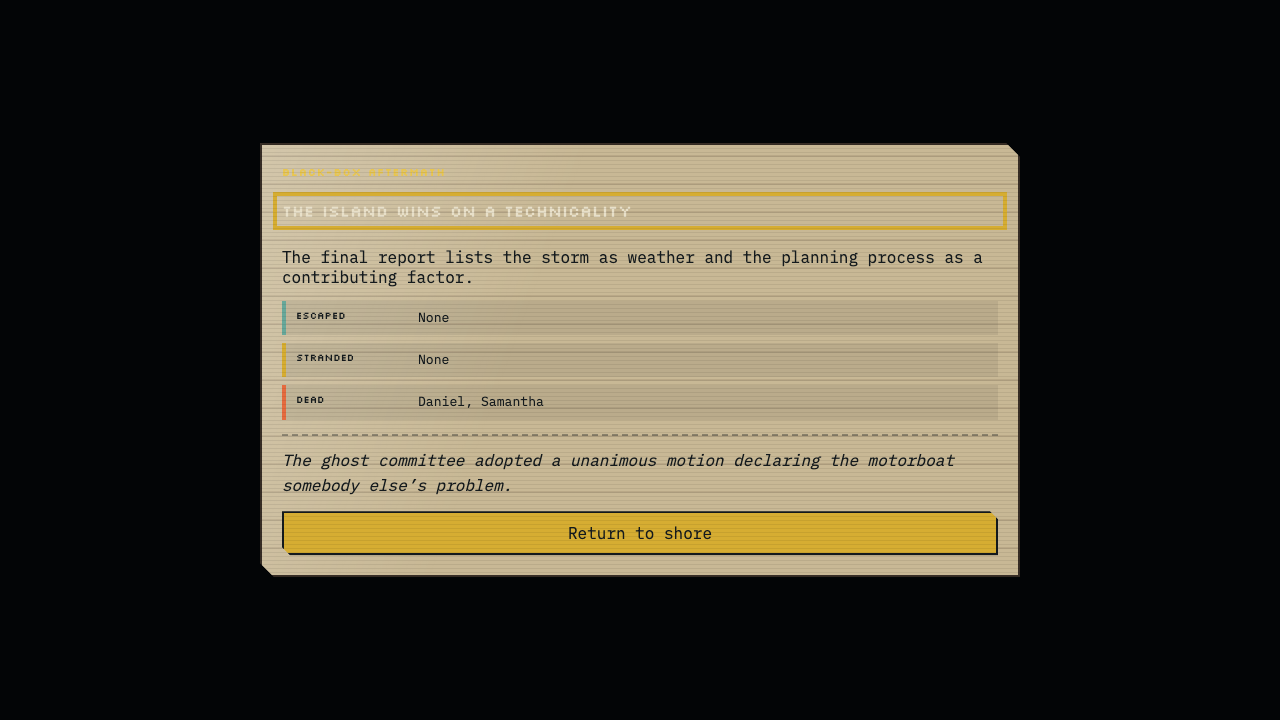 THE ISLAND WINS ON A TECHNICALITY
The final report lists the storm as weather and the planning process as a
contributing factor.
ESCAPED None
STRANDED None
DEAD Daniel, Samantha
The ghost committee adopted a unanimous motion declaring the motorboat
somebody else’s problem.
Return to shore